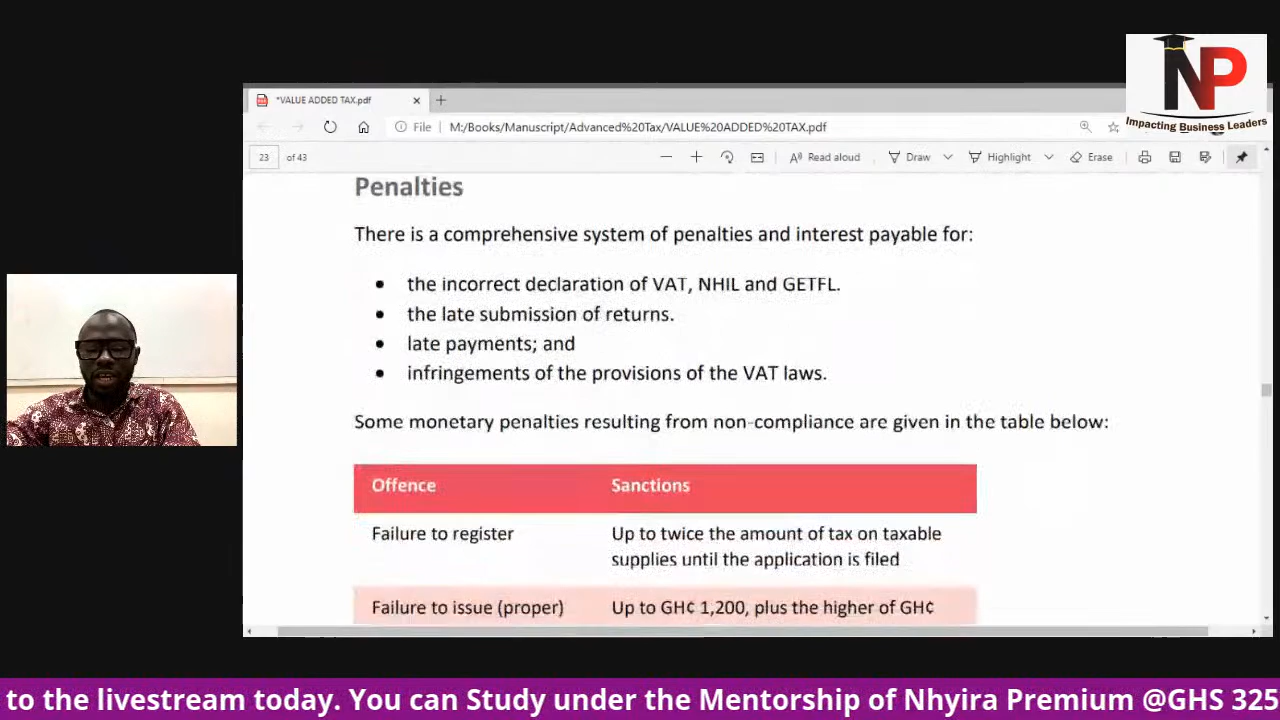 NP
Impacting Business Leaders
*VALUE ADDED TAX.pdf
File M:/Books/Manuscript/Advanced%20Tax/VALUE%20ADDED%20TAX.pdf
23 of 43 Read aloud Draw Highlight Erase
Penalties
There is a comprehensive system of penalties and interest payable for:
• the incorrect declaration of VAT, NHIL and GETFL.
• the late submission of returns.
• late payments; and
• infringements of the provisions of the VAT laws.
Some monetary penalties resulting from non-compliance are given in the table below:
Offence Sanctions
Failure to register Up to twice the amount of tax on taxable
supplies until the application is filed
Failure to issue (proper) Up to GH¢ 1,200, plus the higher of GH¢
to the livestream today. You can Study under the Mentorship of Nhyira Premium @GHS 325